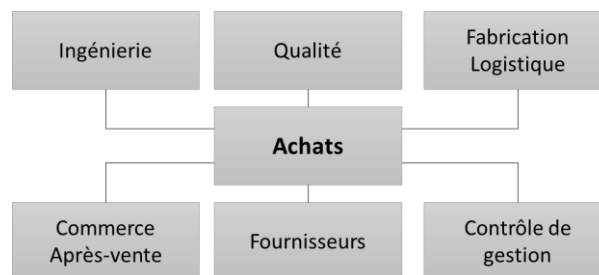 Ingénierie
Qualité
Fabrication
Logistique
Achats
Commerce
Après-vente
Fournisseurs
Contrôle de
gestion